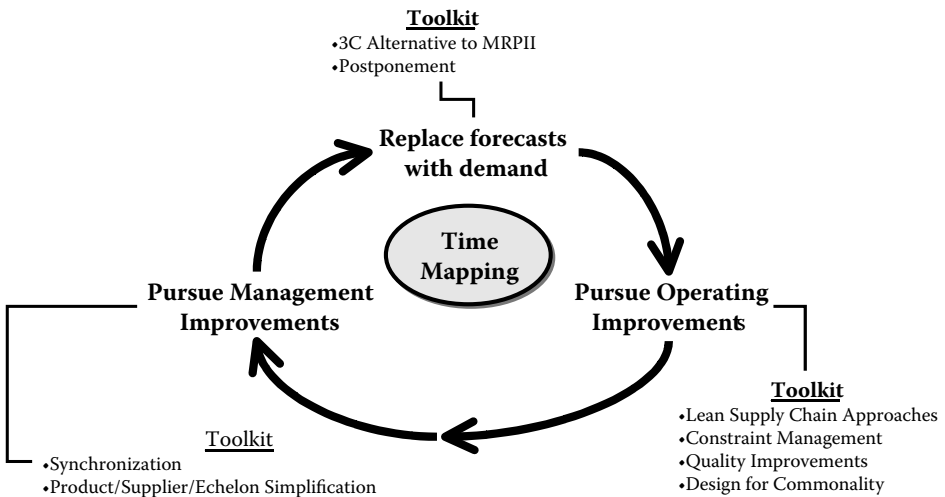 Toolkit
•3C Alternative to MRPII
•Postponement
Replace forecasts
with demand
Time
Mapping
Pursue Management
Improvements
Pursue Operating
Improvements
Toolkit
•Lean Supply Chain Approaches
•Constraint Management
•Quality Improvements
•Design for Commonality
Toolkit
•Synchronization
•Product/Supplier/Echelon Simplification